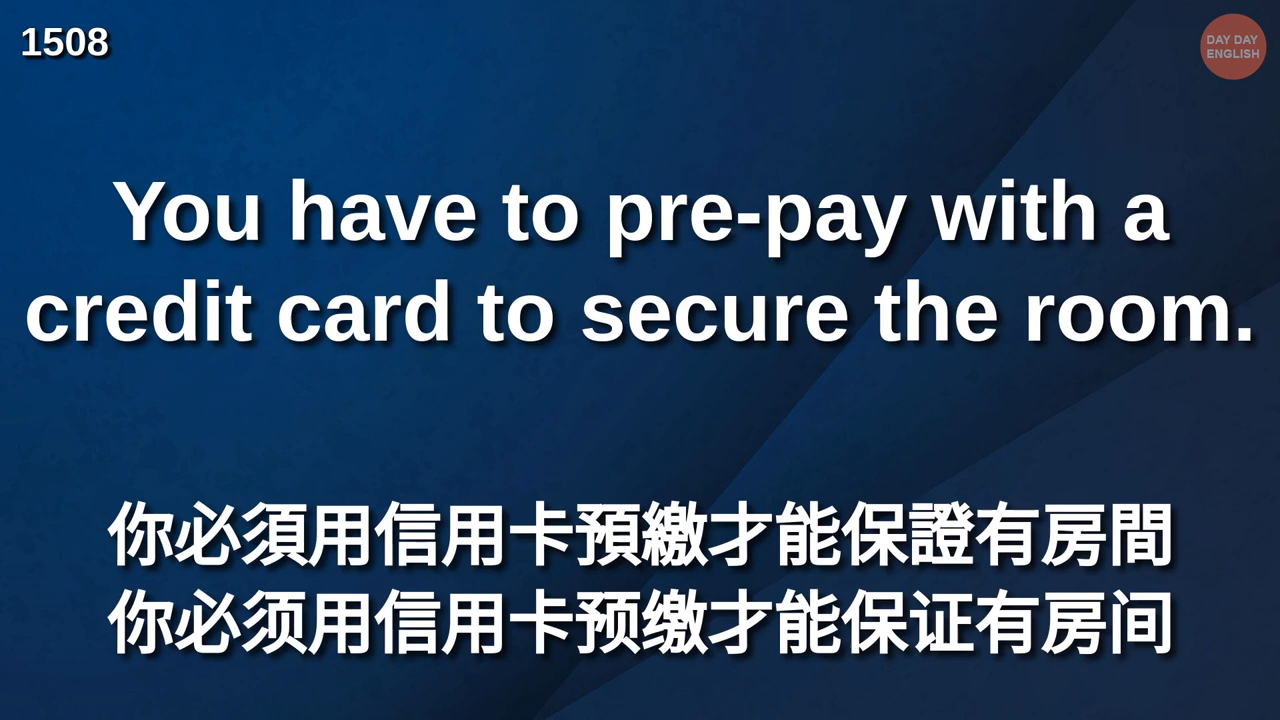 1508
DAY DAY
ENGLISH
You have to pre-pay with a
credit card to secure the room.
你必須用信用卡預繳才能保證有房間
你必须用信用卡预缴才能保证有房间